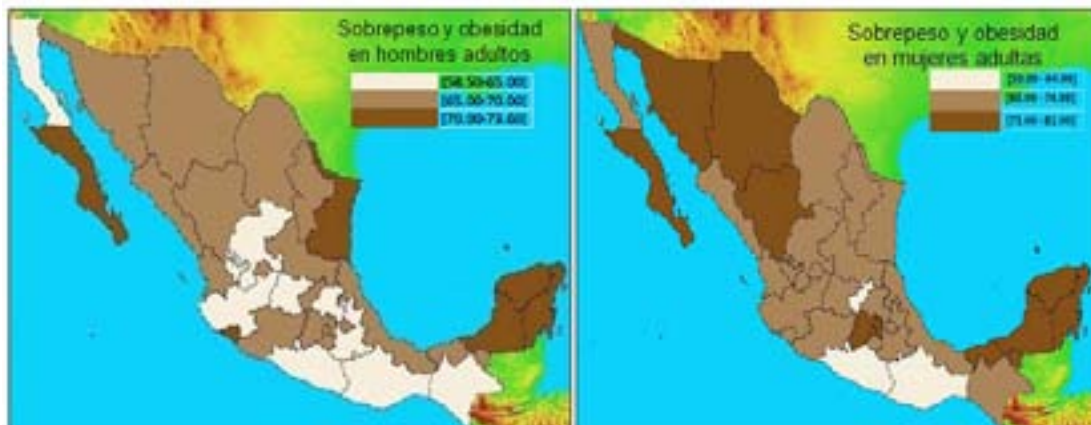 Sobrepeso y obesidad
en hombres adultos
[58.50-65.00]
[65.00-70.00]
[70.00-73.60]
Sobrepeso y obesidad
en mujeres adultas